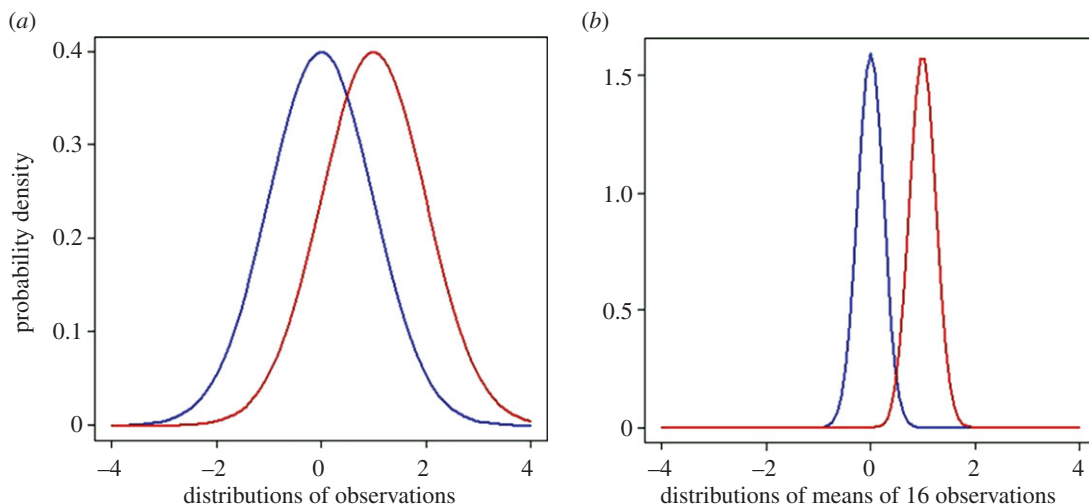 (a)
probability density
0.4
0.3
0.2
0.1
0
–4 –2 0 2 4
distributions of observations
(b)
1.5
1.0
0.5
0
–4 –2 0 2 4
distributions of means of 16 observations